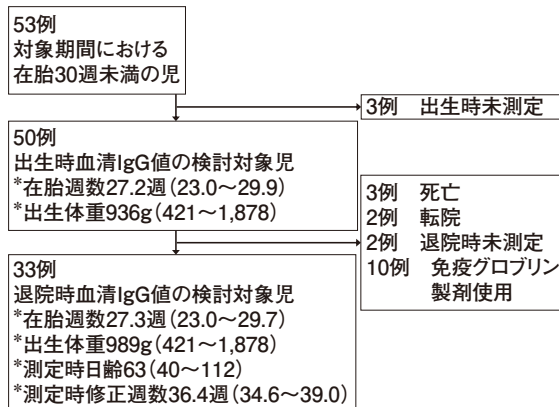 53例
対象期間における
在胎30週未満の児
3例　出生時未測定
50例
出生時血清IgG値の検討対象児
*在胎週数27.2週(23.0〜29.9)
*出生体重936g(421〜1,878)
3例　死亡
2例　転院
2例　退院時未測定
10例　免疫グロブリン
製剤使用
33例
退院時血清IgG値の検討対象児
*在胎週数27.3週(23.0〜29.7)
*出生体重989g(421〜1,878)
*測定時日齢63(40〜112)
*測定時修正週数36.4週(34.6〜39.0)